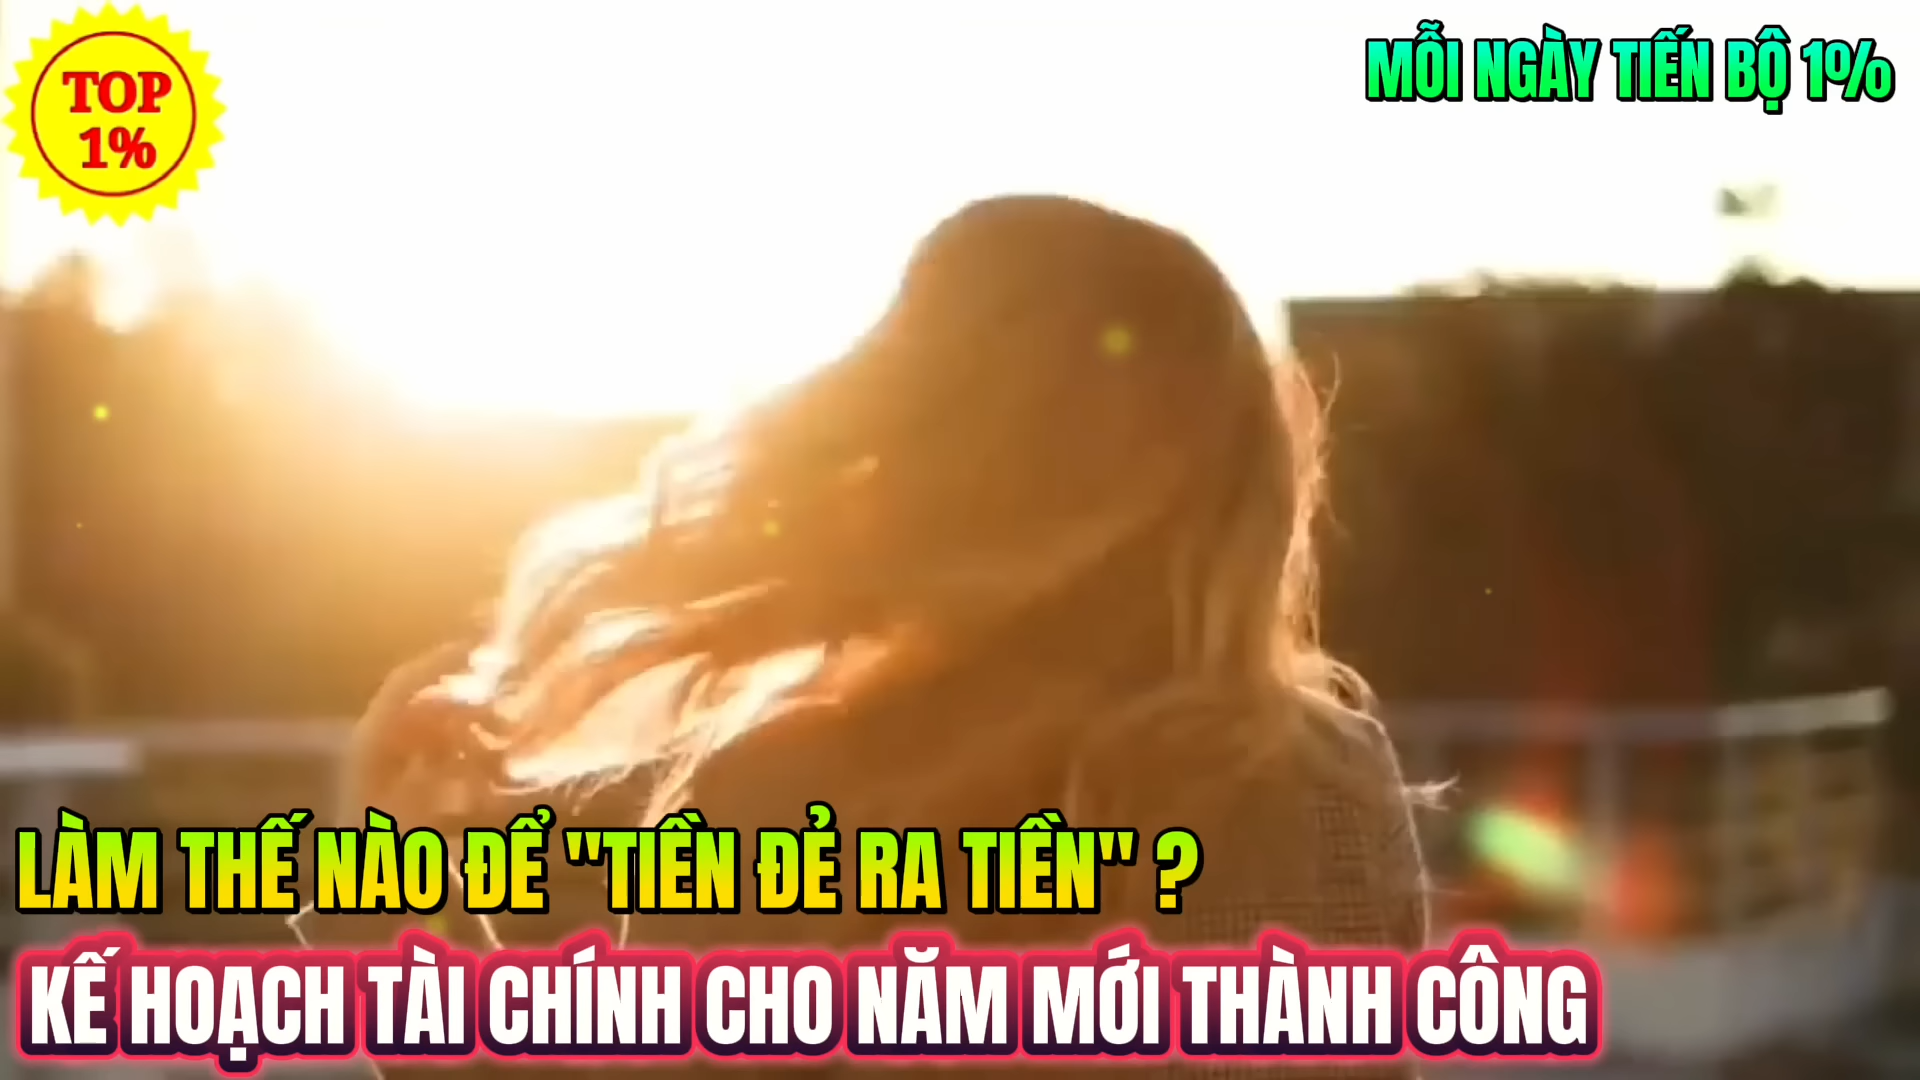 TOP
1%
MỖI NGÀY TIẾN BỘ 1%
LÀM THẾ NÀO ĐỂ "TIỀN ĐẺ RA TIỀN" ?
KẾ HOẠCH TÀI CHÍNH CHO NĂM MỚI THÀNH CÔNG